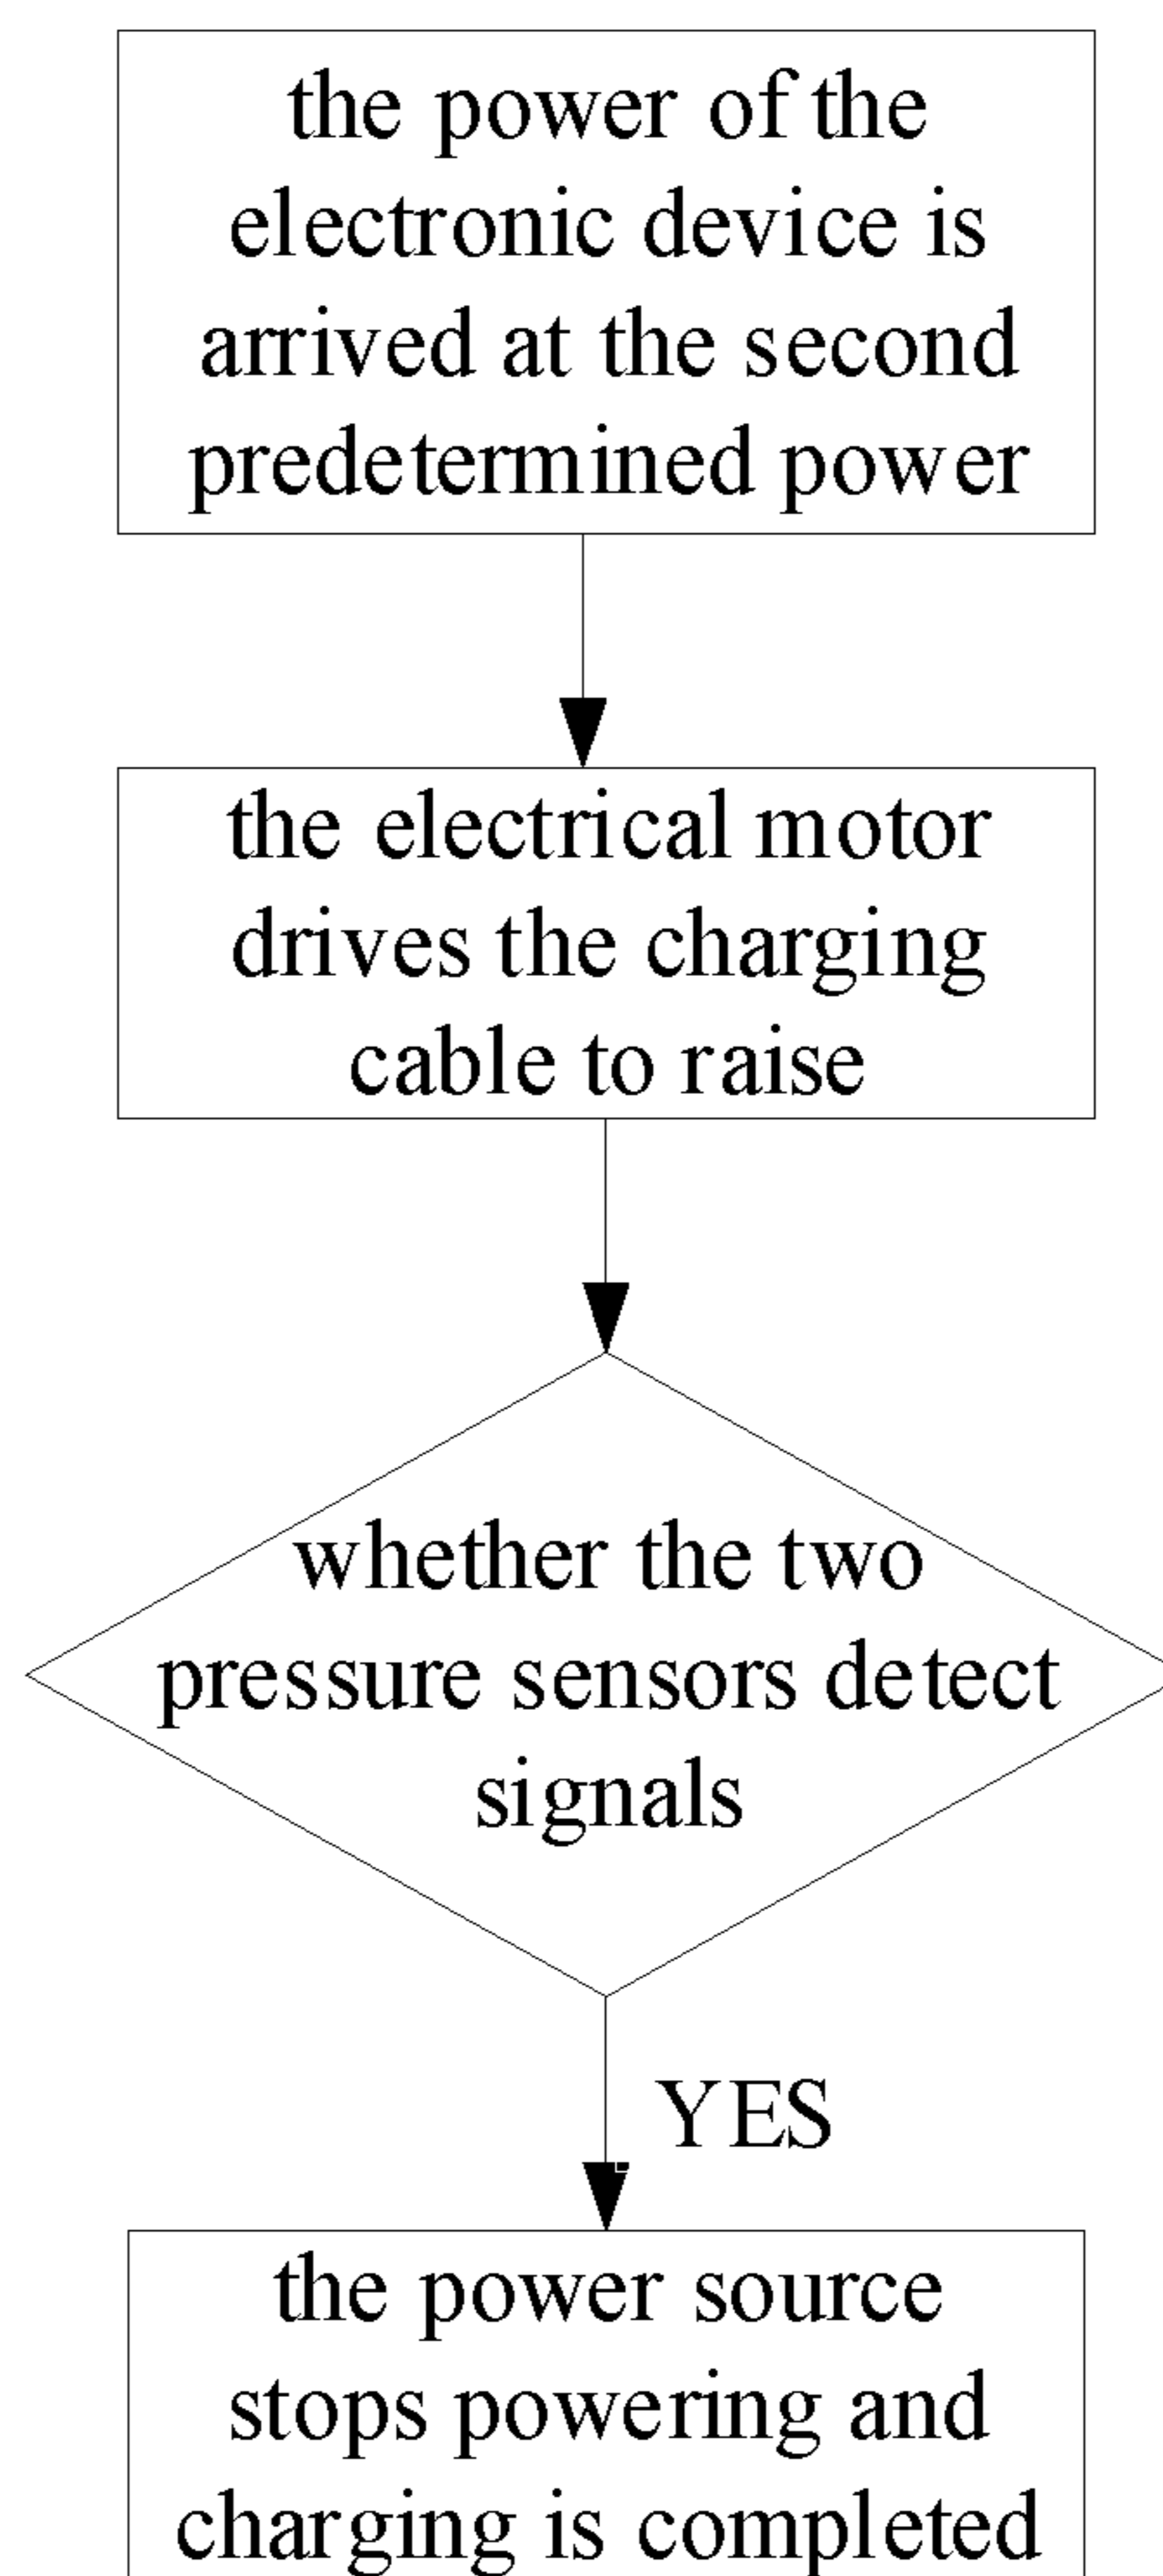 the power of the
electronic device is
arrived at the second
predetermined power
the electrical motor
drives the charging
cable to raise
whether the two
pressure sensors detect
signals
YES
the power source
stops powering and
charging is completed